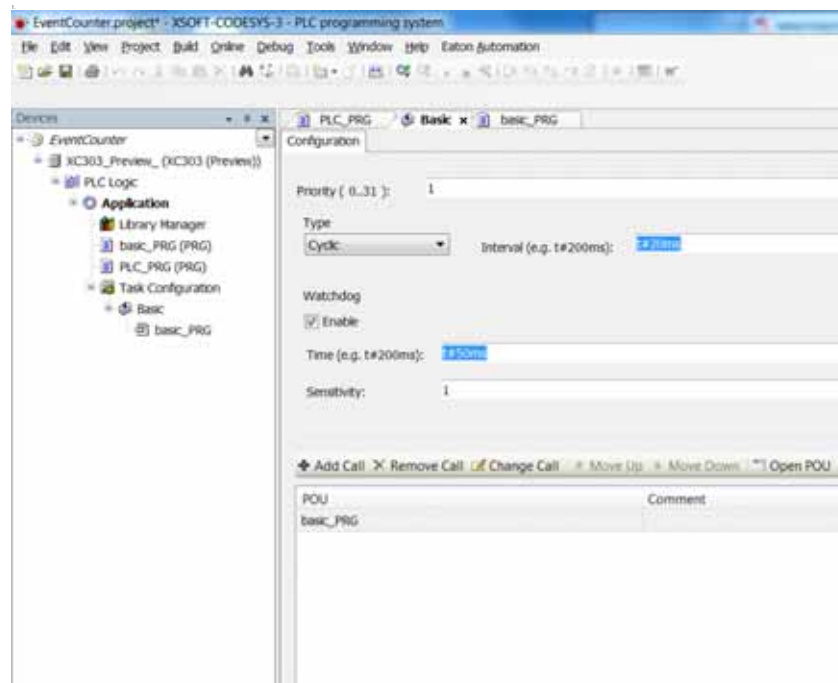 EventCounter.project* - XSOFT-CODESYS-3 - PLC programming system
File Edit View Project Build Online Debug Tools Window Help Eaton Automation
Devices
EventCounter
XC303_Preview_ (XC303 (Preview))
PLC Logic
Application
Library Manager
basic_PRG (PRG)
PLC_PRG (PRG)
Task Configuration
Basic
basic_PRG
PLC_PRG Basic x basic_PRG
Configuration
Priority ( 0..31 ): 1
Type
Cyclic Interval (e.g. t#200ms): t#20ms
Watchdog
Enable
Time (e.g. t#200ms): t#50ms
Sensitivity: 1
Add Call Remove Call Change Call Move Up Move Down Open POU
POU Comment
basic_PRG